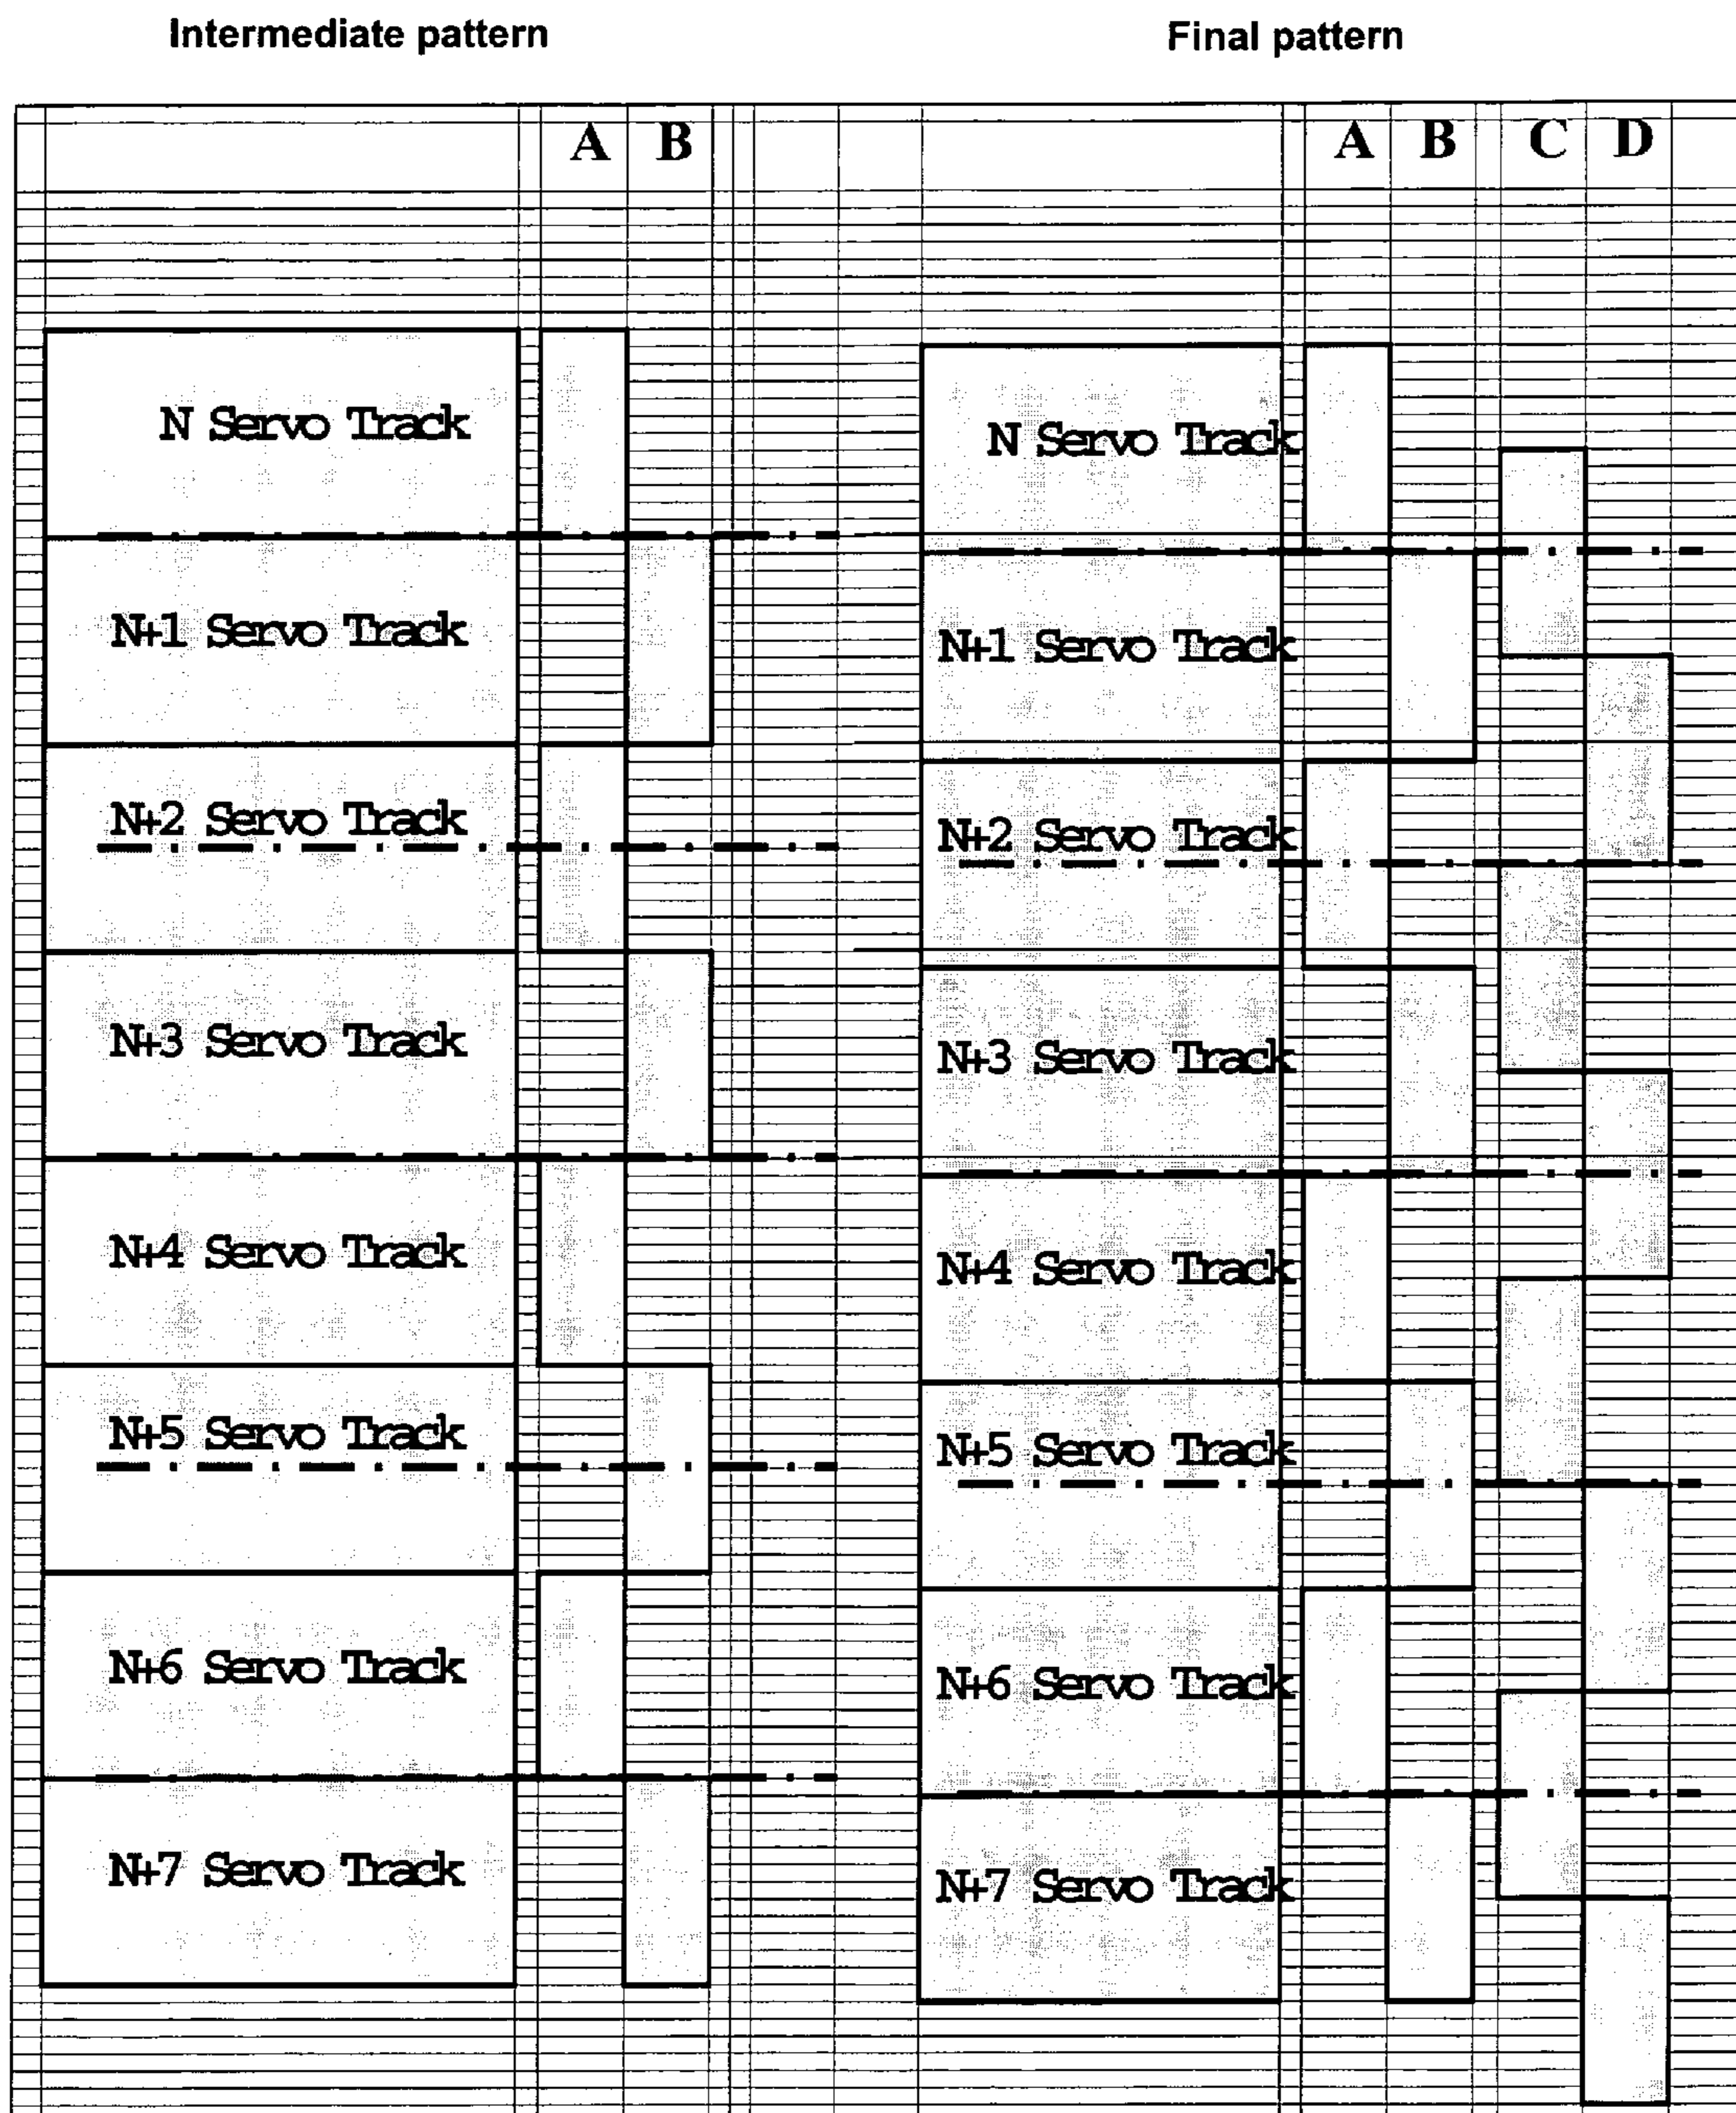 Intermediate pattern
Final pattern
A B
A B C D
N Servo Track
N+1 Servo Track
N+2 Servo Track
N+3 Servo Track
N+4 Servo Track
N+5 Servo Track
N+6 Servo Track
N+7 Servo Track
N Servo Track
N+1 Servo Track
N+2 Servo Track
N+3 Servo Track
N+4 Servo Track
N+5 Servo Track
N+6 Servo Track
N+7 Servo Track